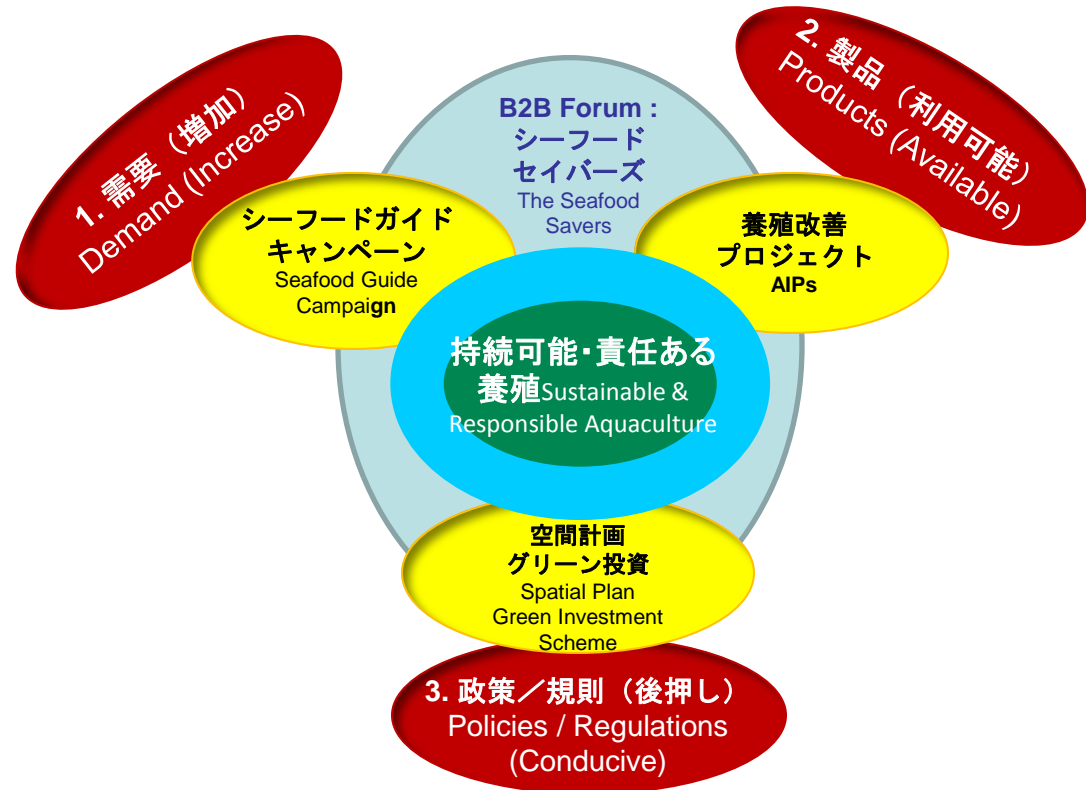 1. 需要（増加）
Demand (Increase)
2. 製品（利用可能）
Products (Available)
B2B Forum :
シーフード
セイバーズ
The Seafood
Savers
シーフードガイド
キャンペーン
Seafood Guide
Campaign
養殖改善
プロジェクト
AIPs
持続可能・責任ある
養殖Sustainable &
Responsible Aquaculture
空間計画
グリーン投資
Spatial Plan
Green Investment
Scheme
3. 政策／規則（後押し）
Policies / Regulations
(Conducive)